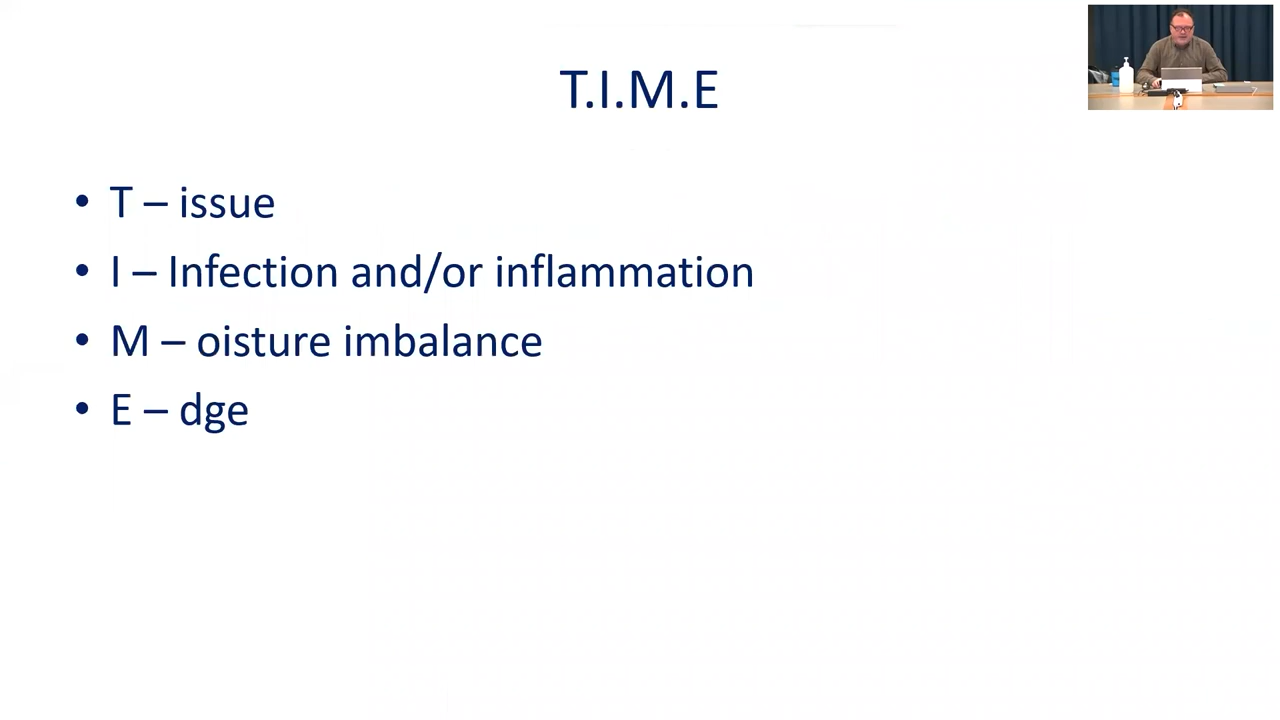 T.I.M.E
• T – issue
• I – Infection and/or inflammation
• M – oisture imbalance
• E – dge